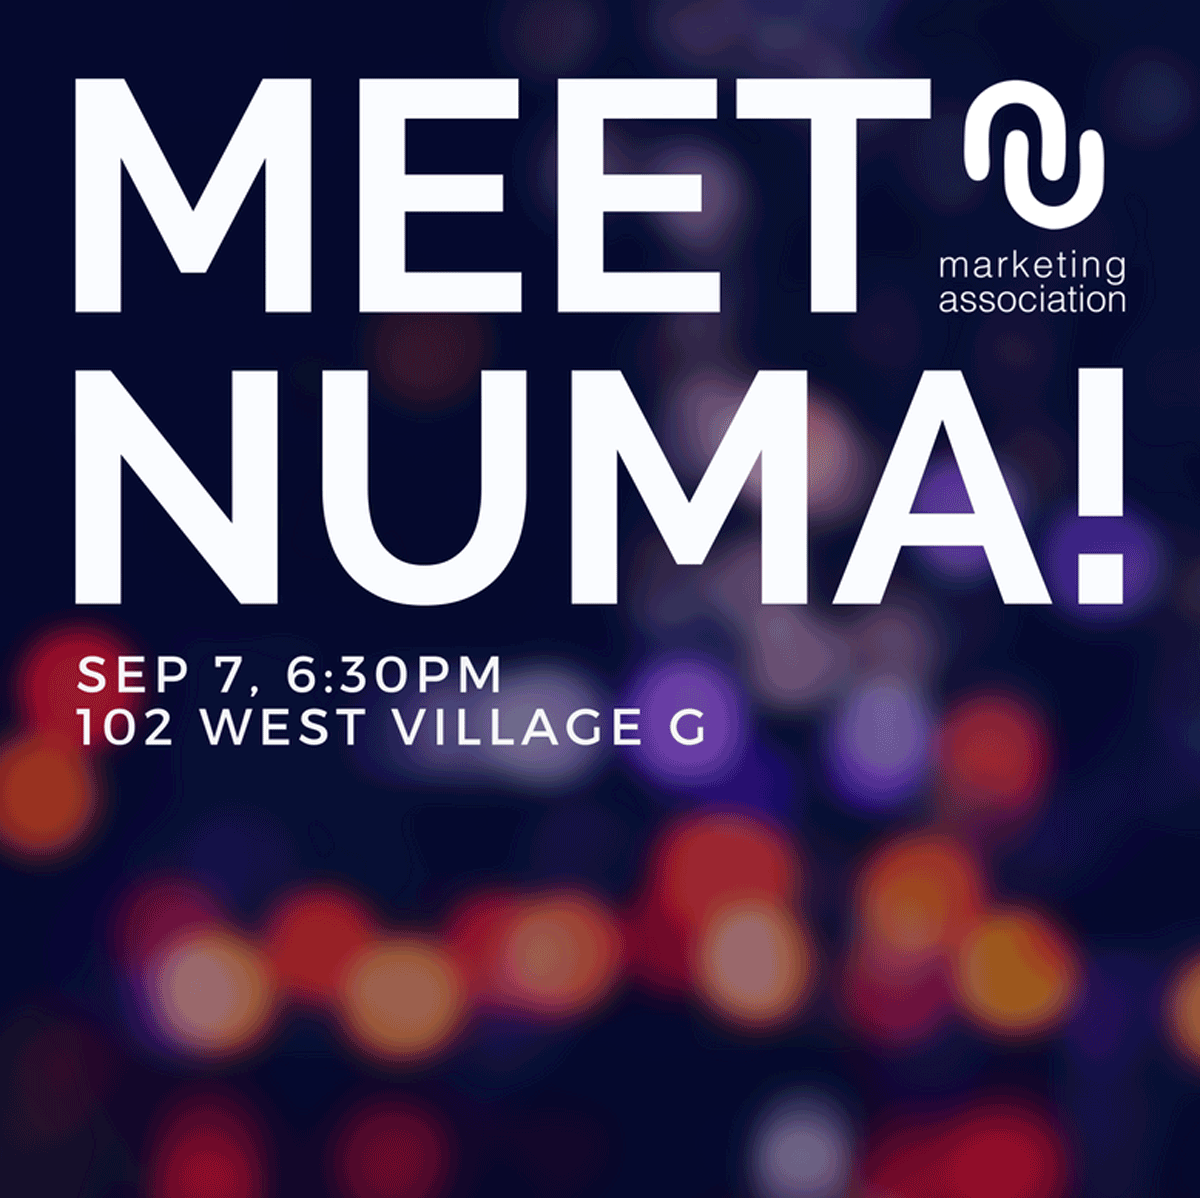 MEET
marketing
association
NUMA!
SEP 7, 6:30PM
102 WEST VILLAGE G